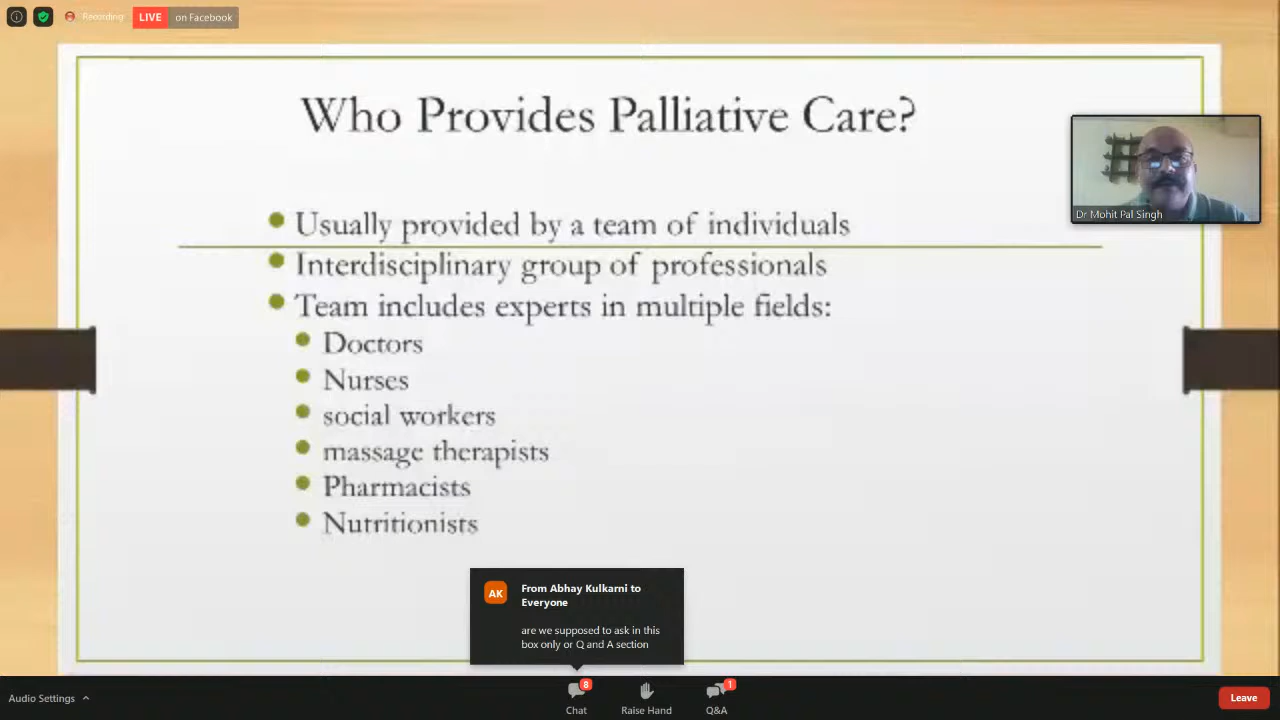 Recording
LIVE on Facebook
Who Provides Palliative Care?
Dr Mohit Pal Singh
Usually provided by a team of individuals
Interdisciplinary group of professionals
Team includes experts in multiple fields:
Doctors
Nurses
social workers
massage therapists
Pharmacists
Nutritionists
AK
From Abhay Kulkarni to
Everyone
are we supposed to ask in this
box only or Q and A section
Audio Settings
8
Chat
Raise Hand
1
Q&A
Leave